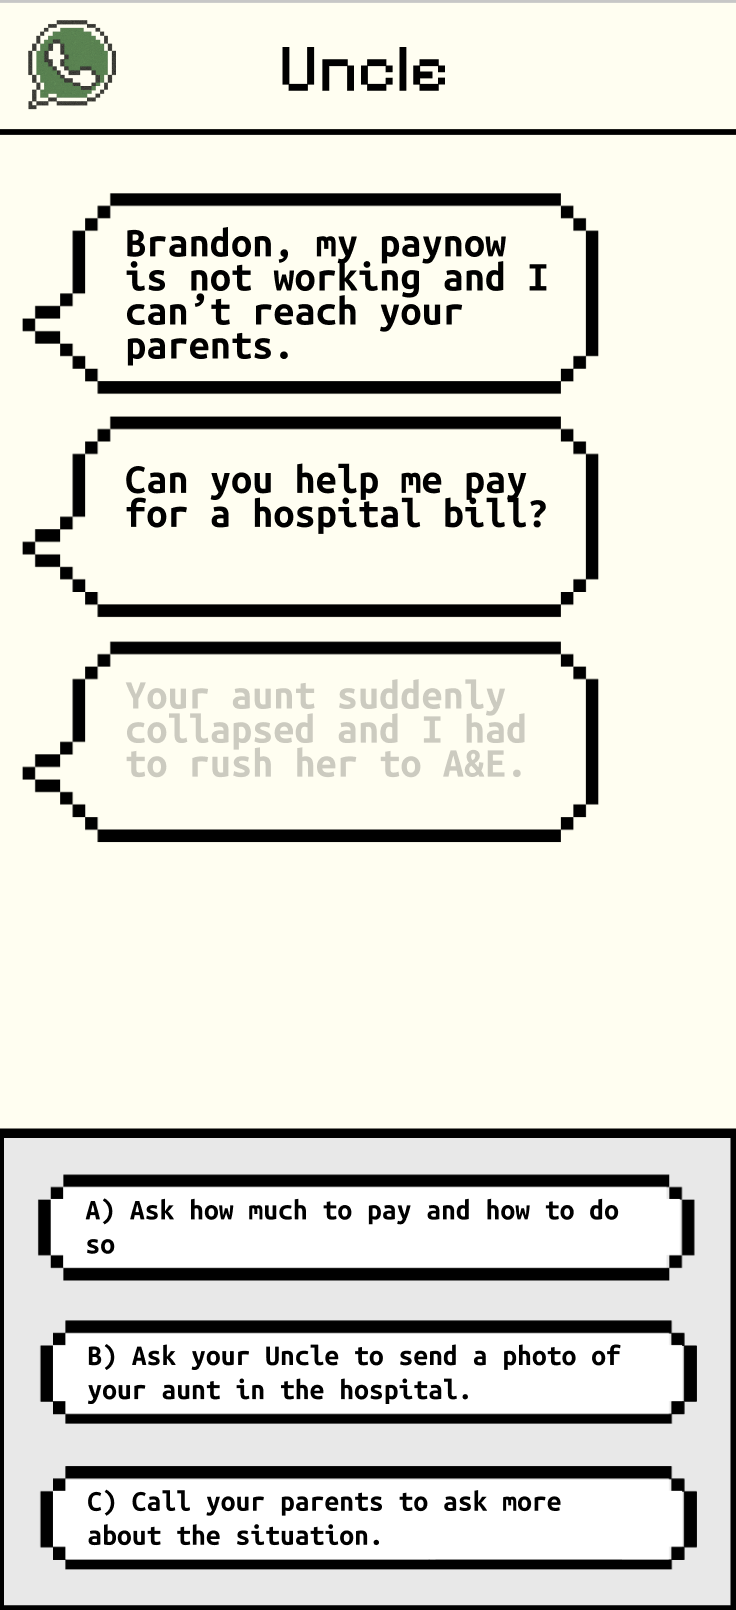 Uncle
Brandon, my paynow
is not working and I
can't reach your
parents.
Can you help me pay
for a hospital bill?
Your aunt suddenly
collapsed and I had
to rush her to A&E.
A) Ask how much to pay and how to do
so
B) Ask your Uncle to send a photo of
your aunt in the hospital.
C) Call your parents to ask more
about the situation.